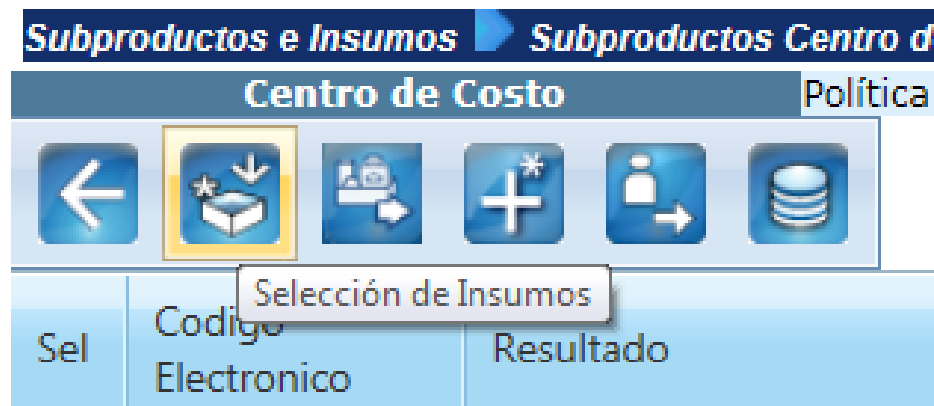 Subproductos e Insumos Subproductos Centro d
Centro de Costo Política
Selección de Insumos
Sel Codigo Resultado
Electronico